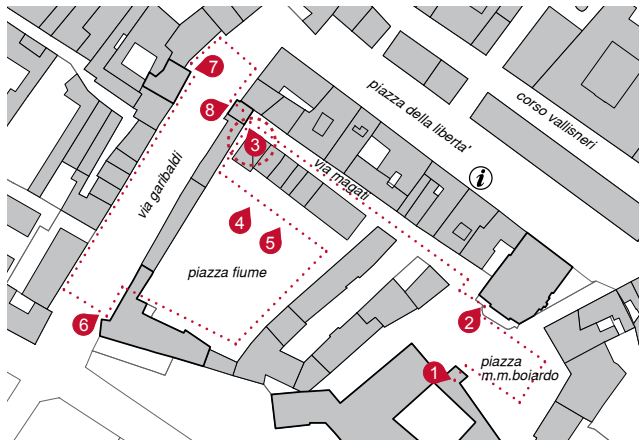 7
8
3
piazza della liberta'
corso vallisneri
via garibaldi
via magati
i
4
5
piazza fiume
6
2
1
piazza
m.m.boiardo